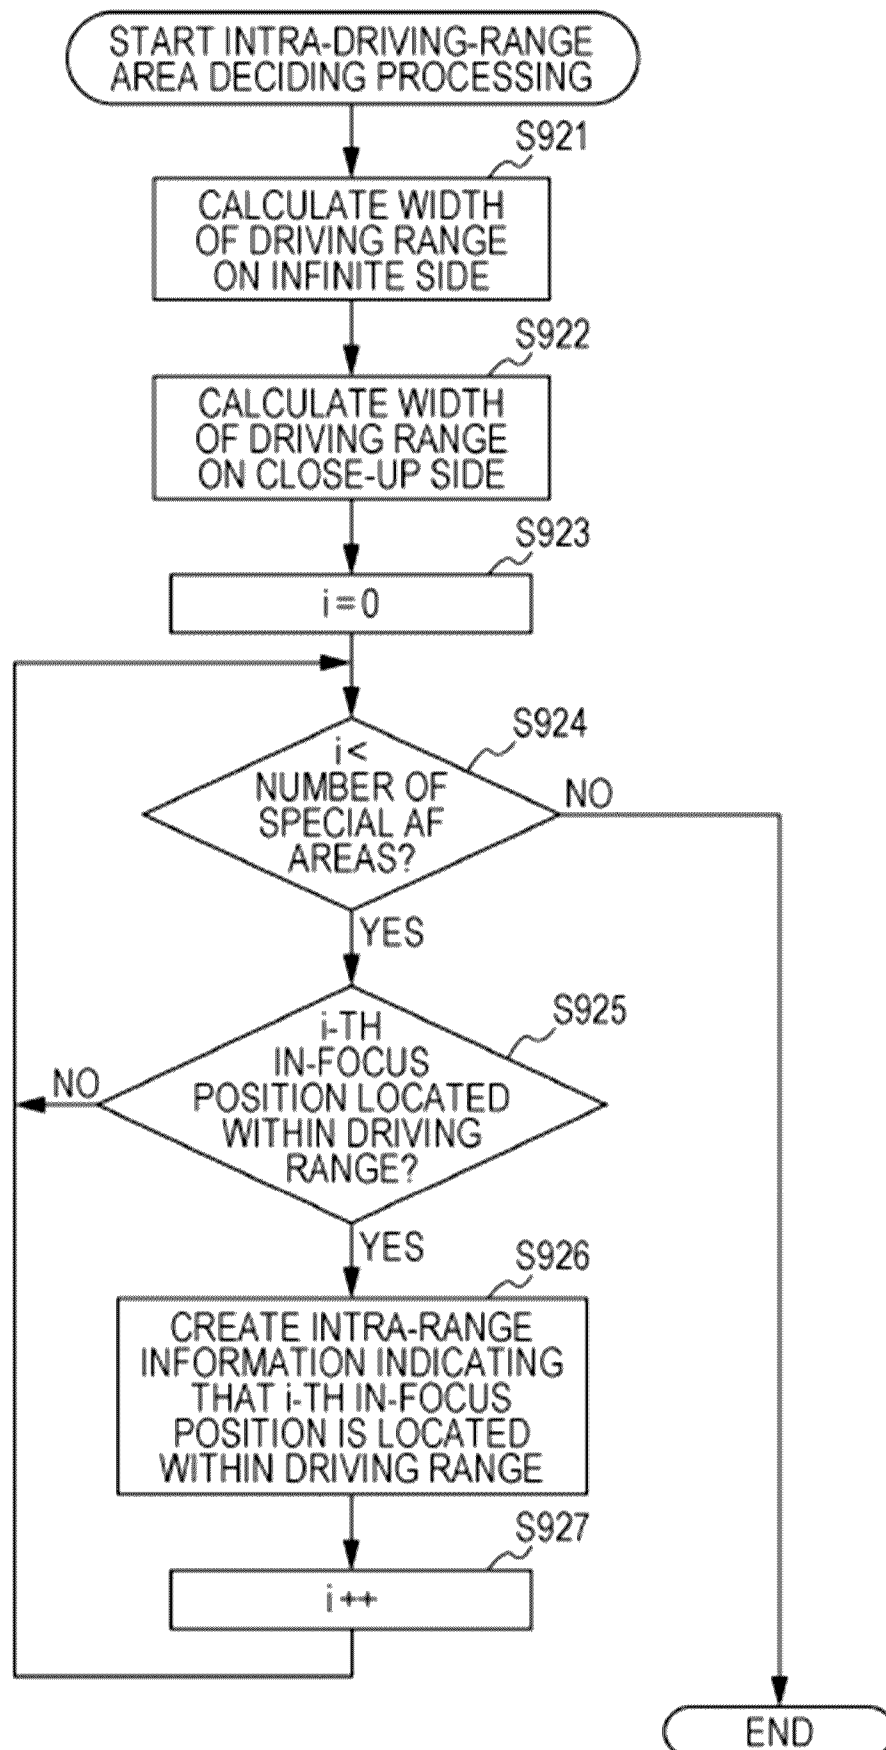 START INTRA-DRIVING-RANGE
AREA DECIDING PROCESSING
S921
CALCULATE WIDTH
OF DRIVING RANGE
ON INFINITE SIDE
S922
CALCULATE WIDTH
OF DRIVING RANGE
ON CLOSE-UP SIDE
S923
i=0
S924
i<
NUMBER OF
SPECIAL AF
AREAS?
NO
YES
S925
i-TH
IN-FOCUS
POSITION LOCATED
WITHIN DRIVING
RANGE?
NO
YES
S926
CREATE INTRA-RANGE
INFORMATION INDICATING
THAT i-TH IN-FOCUS
POSITION IS LOCATED
WITHIN DRIVING RANGE
S927
i++
END